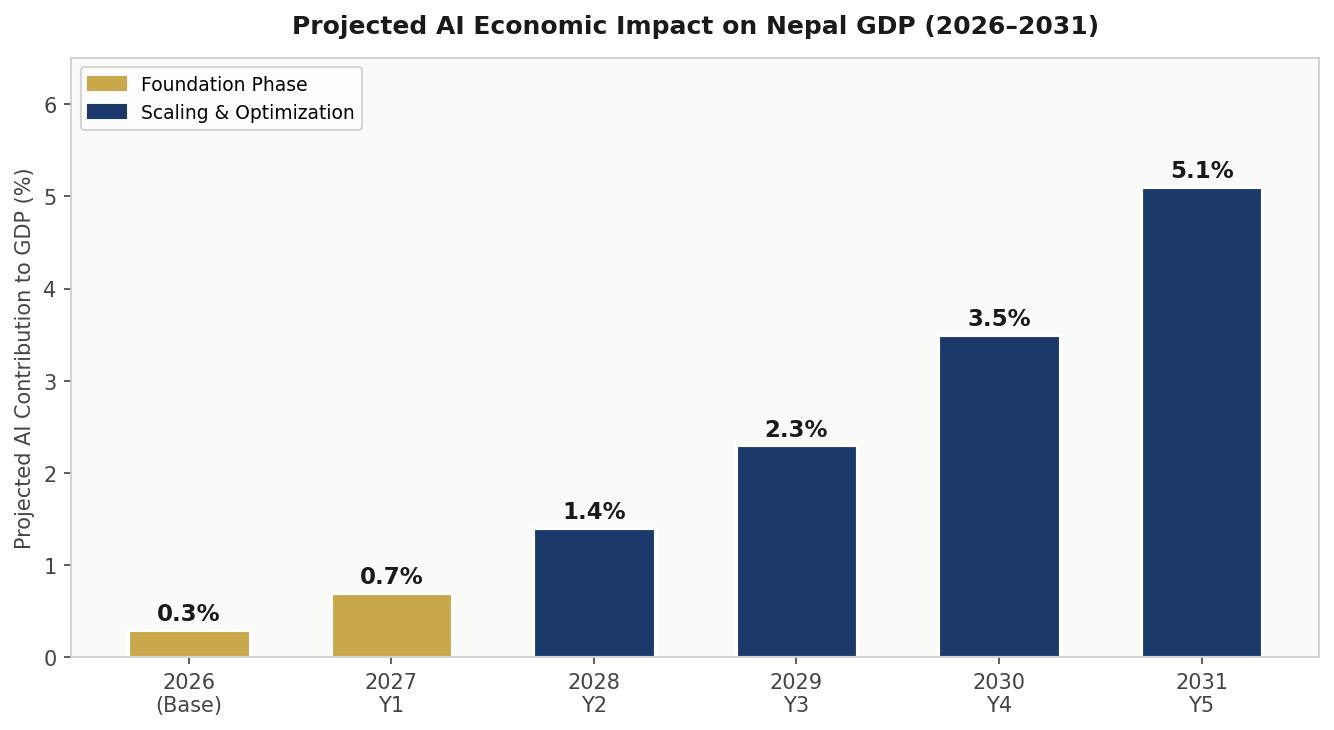 Projected AI Economic Impact on Nepal GDP (2026–2031)
Foundation Phase
Scaling & Optimization
Projected AI Contribution to GDP (%)
6
5
4
3
2
1
0
0.3%
0.7%
1.4%
2.3%
3.5%
5.1%
2026
(Base)
2027
Y1
2028
Y2
2029
Y3
2030
Y4
2031
Y5